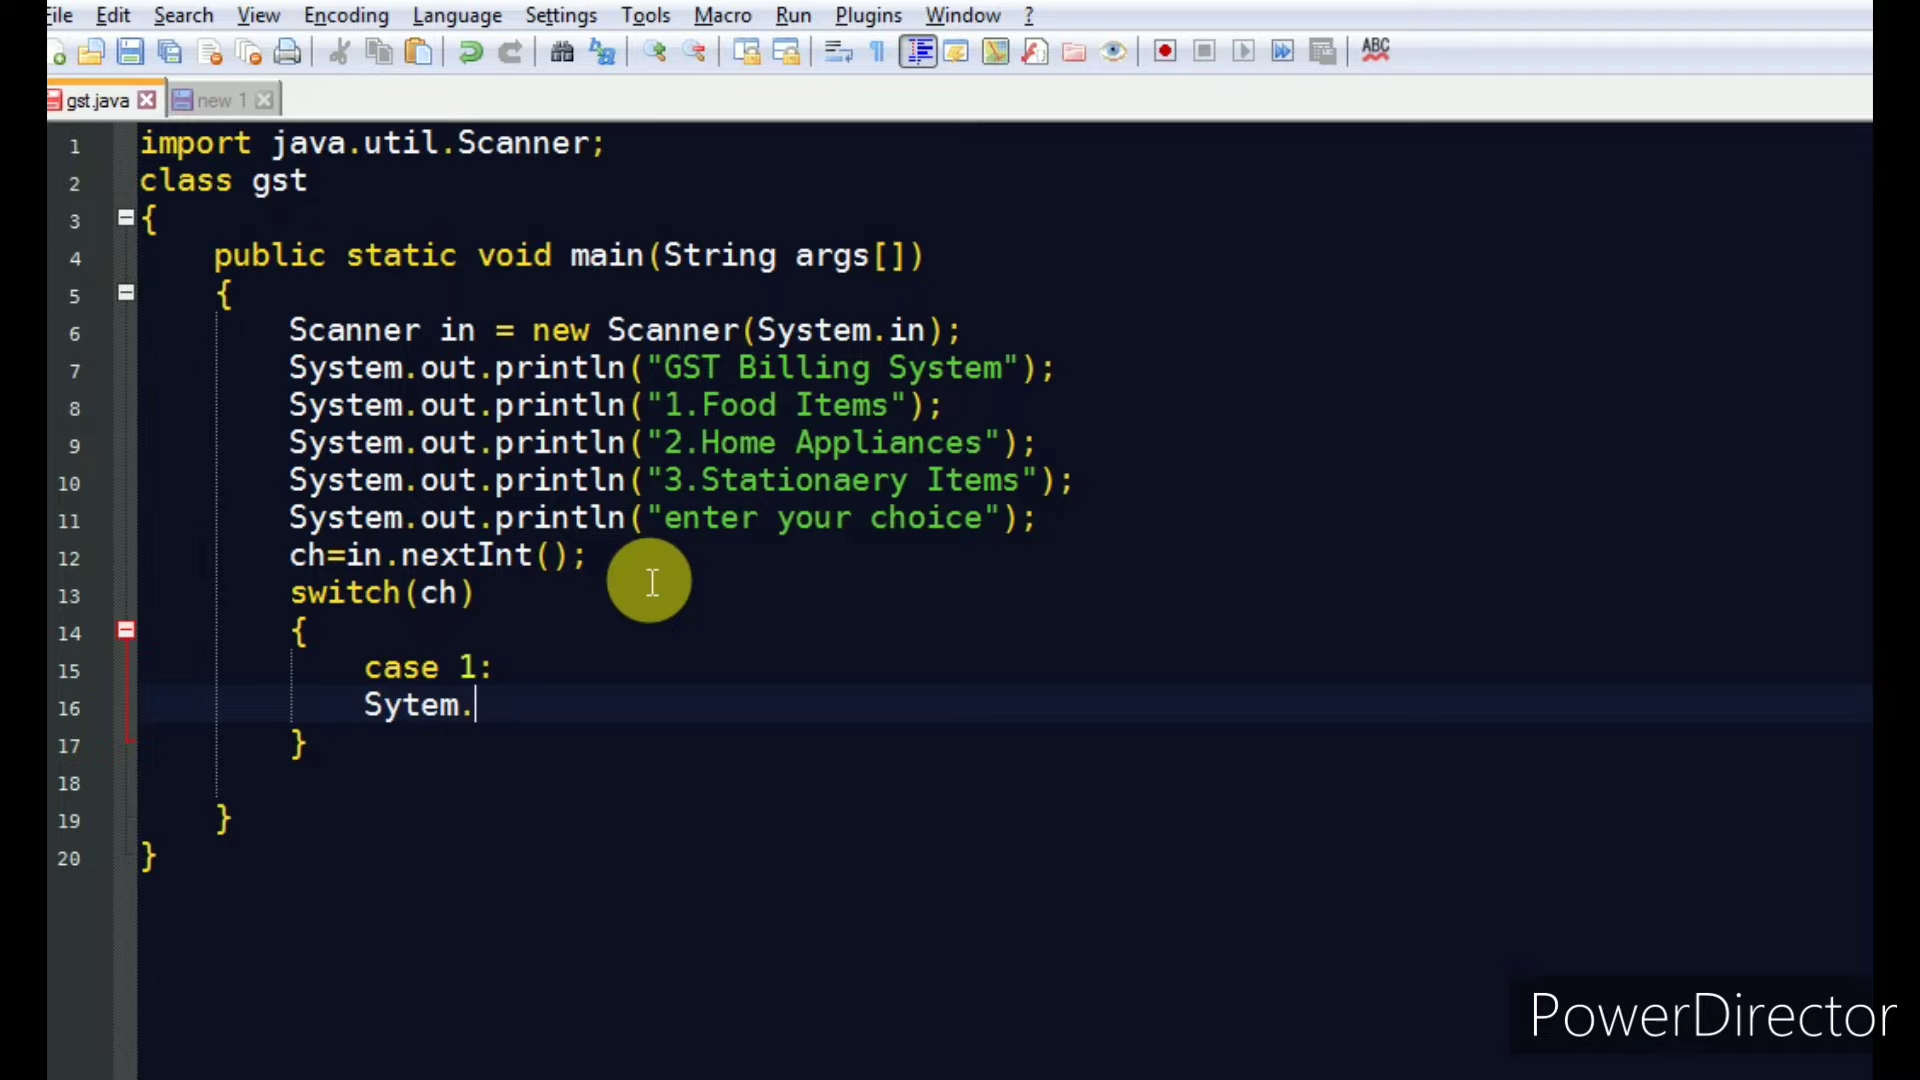 File Edit Search View Encoding Language Settings Tools Macro Run Plugins Window ?
ABC
gst.java new 1
1 import java.util.Scanner;
2 class gst
3 {
4 public static void main(String args[])
5 {
6 Scanner in = new Scanner(System.in);
7 System.out.println("GST Billing System");
8 System.out.println("1.Food Items");
9 System.out.println("2.Home Appliances");
10 System.out.println("3.Stationaery Items");
11 System.out.println("enter your choice");
12 ch=in.nextInt();
13 switch(ch)
14 {
15 case 1:
16 Sytem.
17 }
18
19 }
20 }
PowerDirector